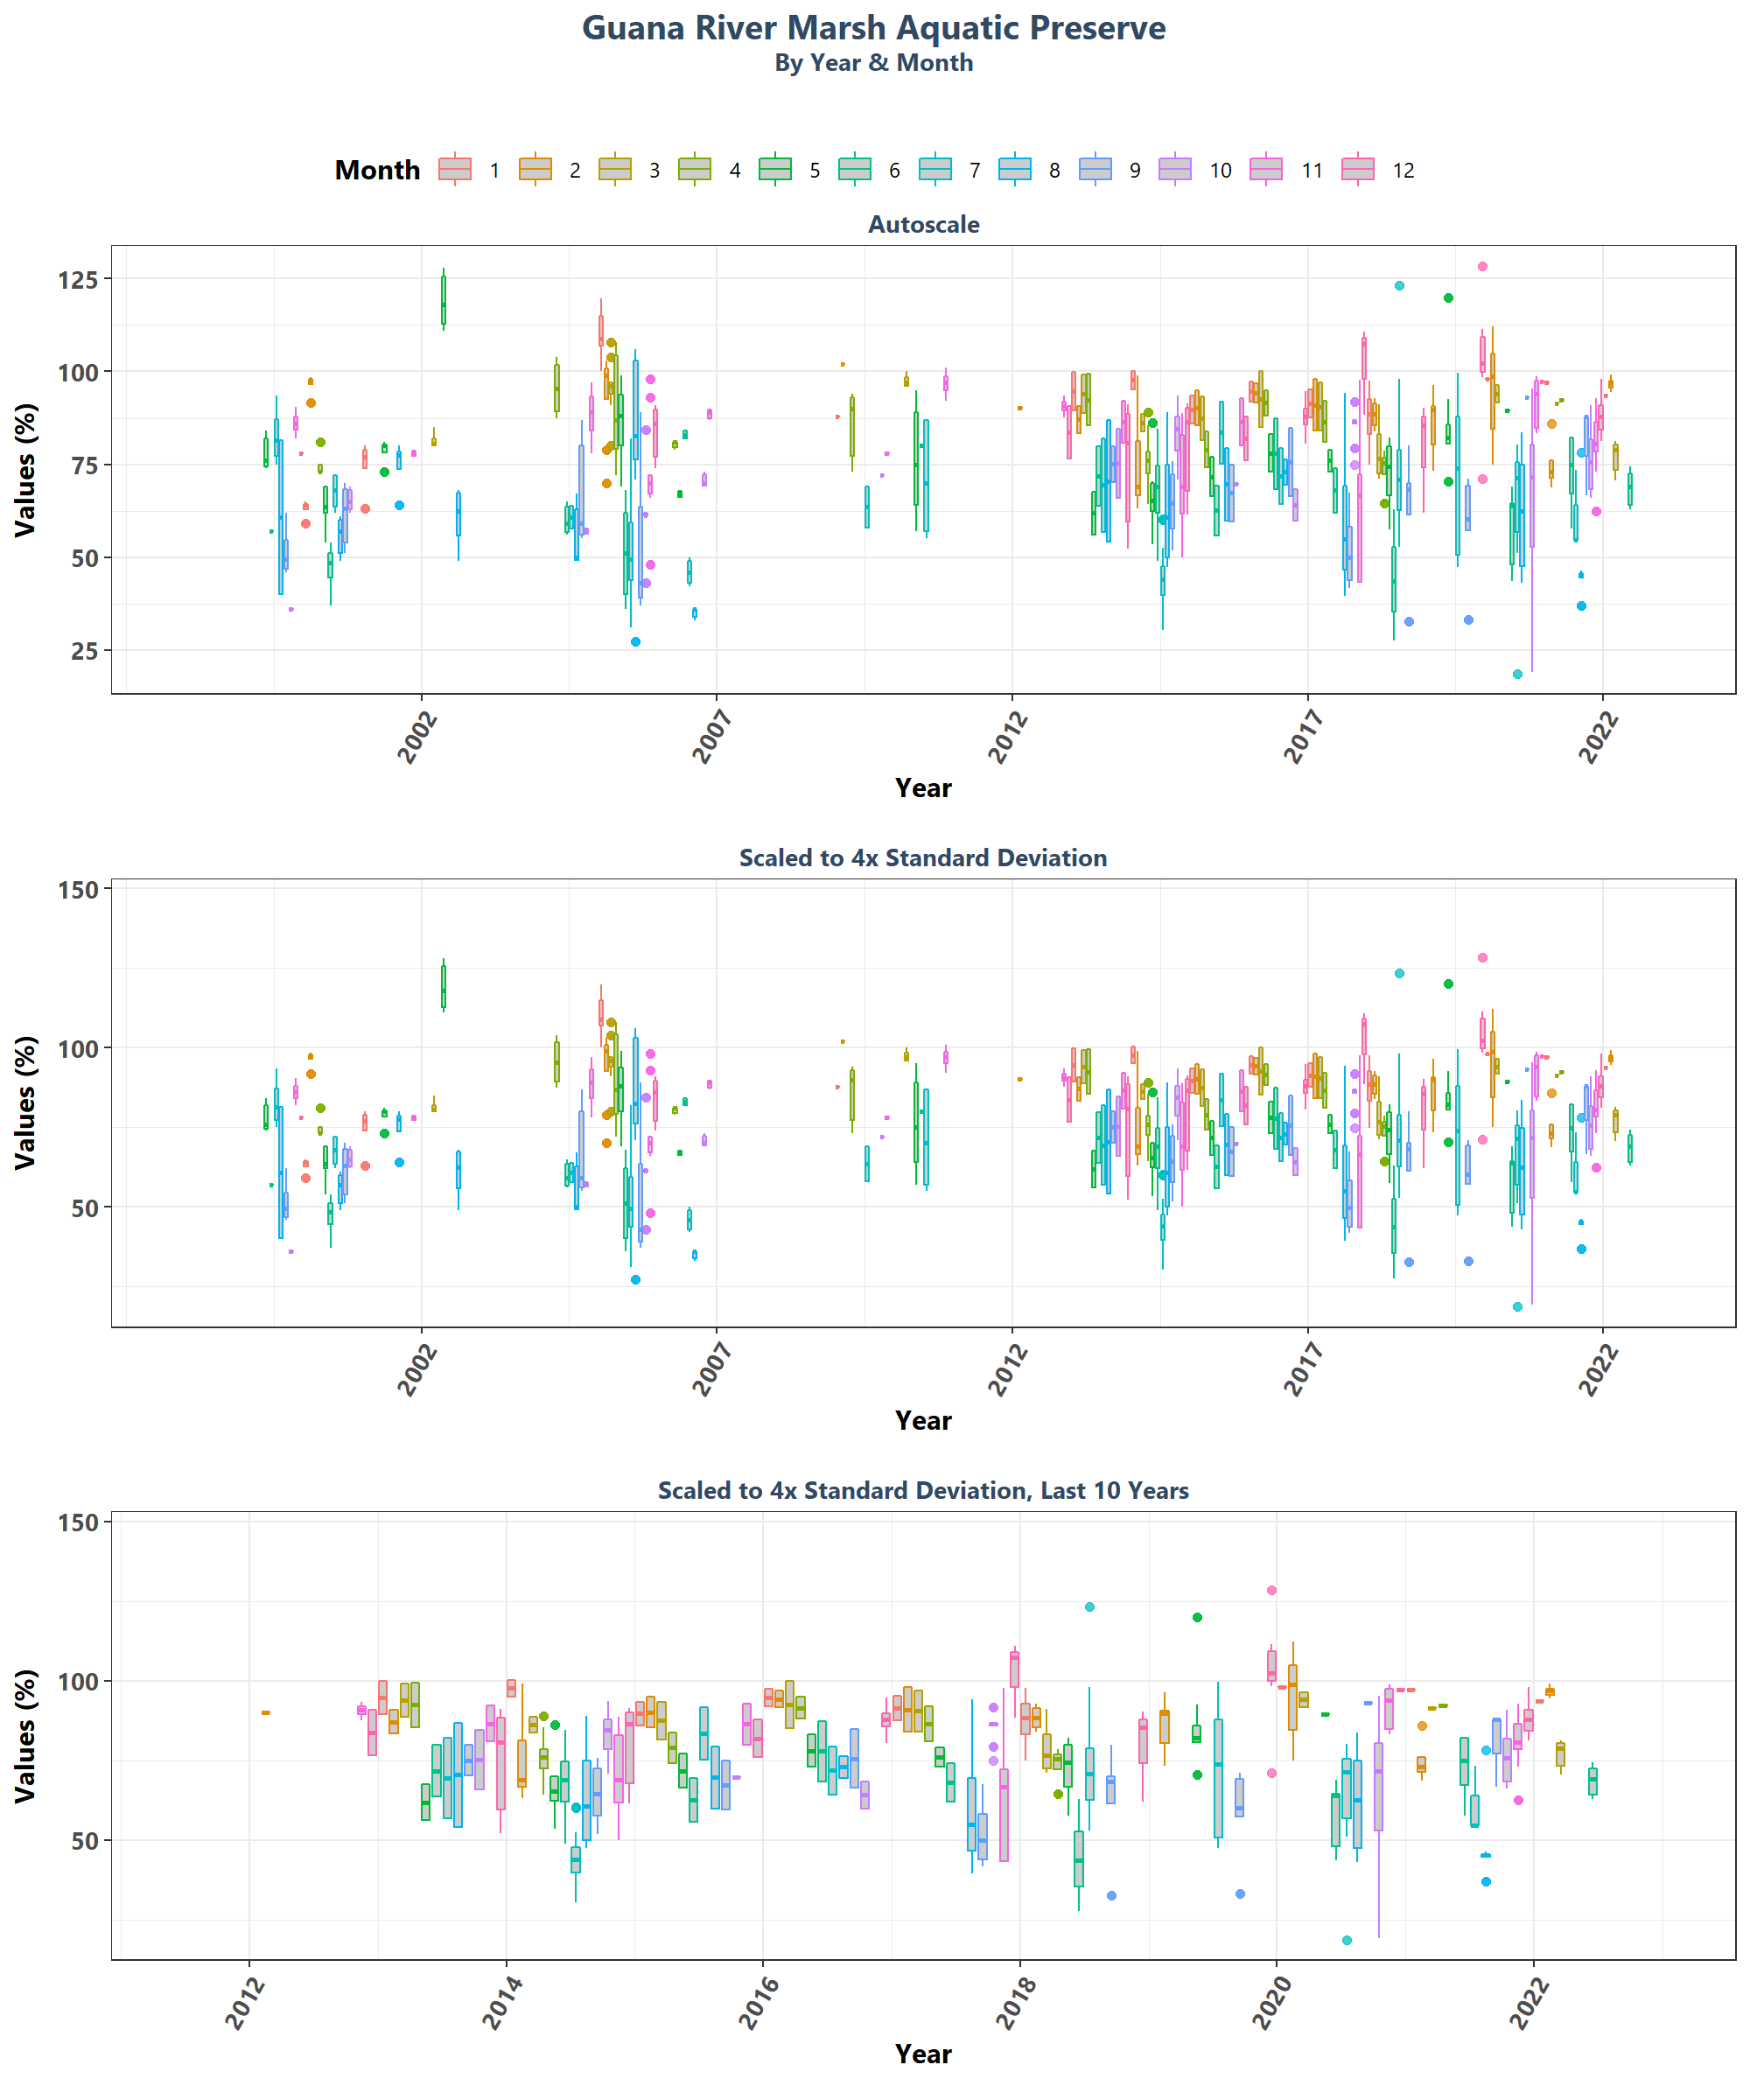 Guana River Marsh Aquatic Preserve
By Year & Month
Month 1 2 3 4 5 6 7 8 9 10 11 12
Autoscale
125
100
75
50
25
Values (%)
2002 2007 2012 2017 2022
Year
Scaled to 4x Standard Deviation
150
100
50
Values (%)
2002 2007 2012 2017 2022
Year
Scaled to 4x Standard Deviation, Last 10 Years
150
100
50
Values (%)
2012 2014 2016 2018 2020 2022
Year